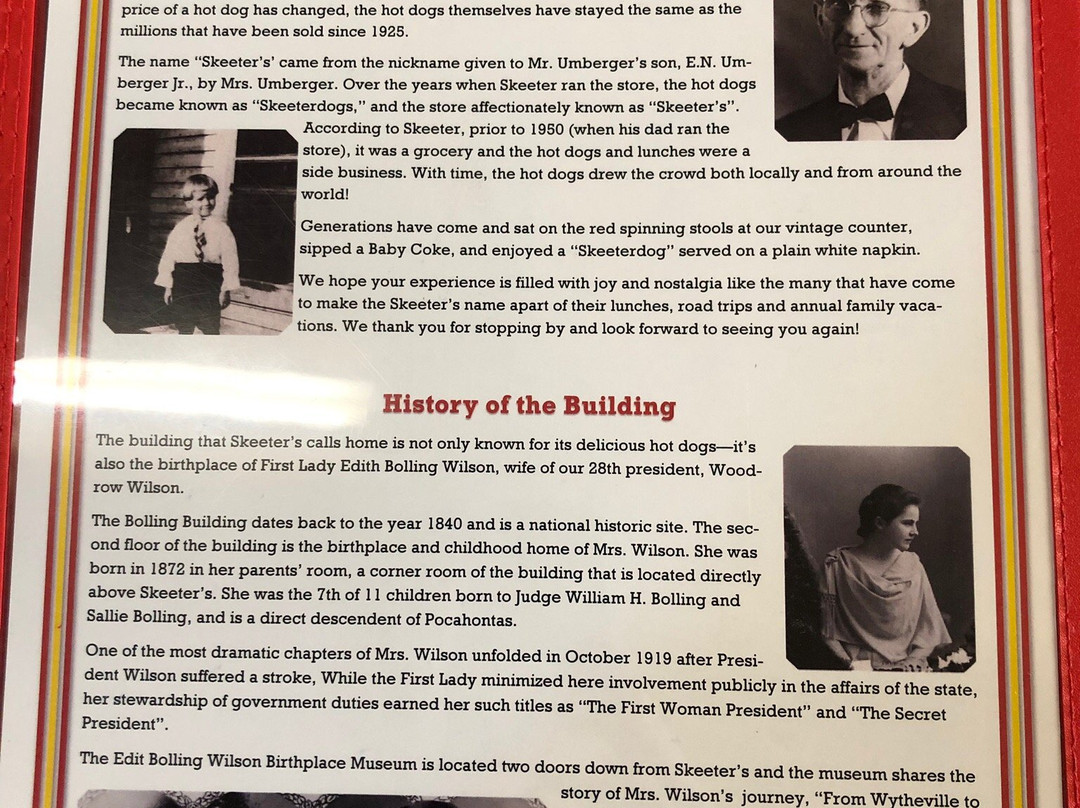 price of a hot dog has changed, the hot dogs themselves have stayed the same as the
millions that have been sold since 1925.
The name “Skeeter’s’ came from the nickname given to Mr. Umberger’s son, E.N. Um-
berger Jr., by Mrs. Umberger. Over the years when Skeeter ran the store, the hot dogs
became known as “Skeeterdogs,” and the store affectionately known as “Skeeter’s”.
According to Skeeter, prior to 1950 (when his dad ran the
store), it was a grocery and the hot dogs and lunches were a
side business. With time, the hot dogs drew the crowd both locally and from around the
world!
Generations have come and sat on the red spinning stools at our vintage counter,
sipped a Baby Coke, and enjoyed a “Skeeterdog” served on a plain white napkin.
We hope your experience is filled with joy and nostalgia like the many that have come
to make the Skeeter’s name apart of their lunches, road trips and annual family vaca-
tions. We thank you for stopping by and look forward to seeing you again!
History of the Building
The building that Skeeter’s calls home is not only known for its delicious hot dogs—it’s
also the birthplace of First Lady Edith Bolling Wilson, wife of our 28th president, Wood-
row Wilson.
The Bolling Building dates back to the year 1840 and is a national historic site. The sec-
ond floor of the building is the birthplace and childhood home of Mrs. Wilson. She was
born in 1872 in her parents’ room, a corner room of the building that is located directly
above Skeeter’s. She was the 7th of 11 children born to Judge William H. Bolling and
Sallie Bolling, and is a direct descendent of Pocahontas.
One of the most dramatic chapters of Mrs. Wilson unfolded in October 1919 after Presi-
dent Wilson suffered a stroke, While the First Lady minimized here involvement publicly in the affairs of the state,
her stewardship of government duties earned her such titles as “The First Woman President” and “The Secret
President”.
The Edit Bolling Wilson Birthplace Museum is located two doors down from Skeeter’s and the museum shares the
story of Mrs. Wilson’s journey, “From Wytheville to